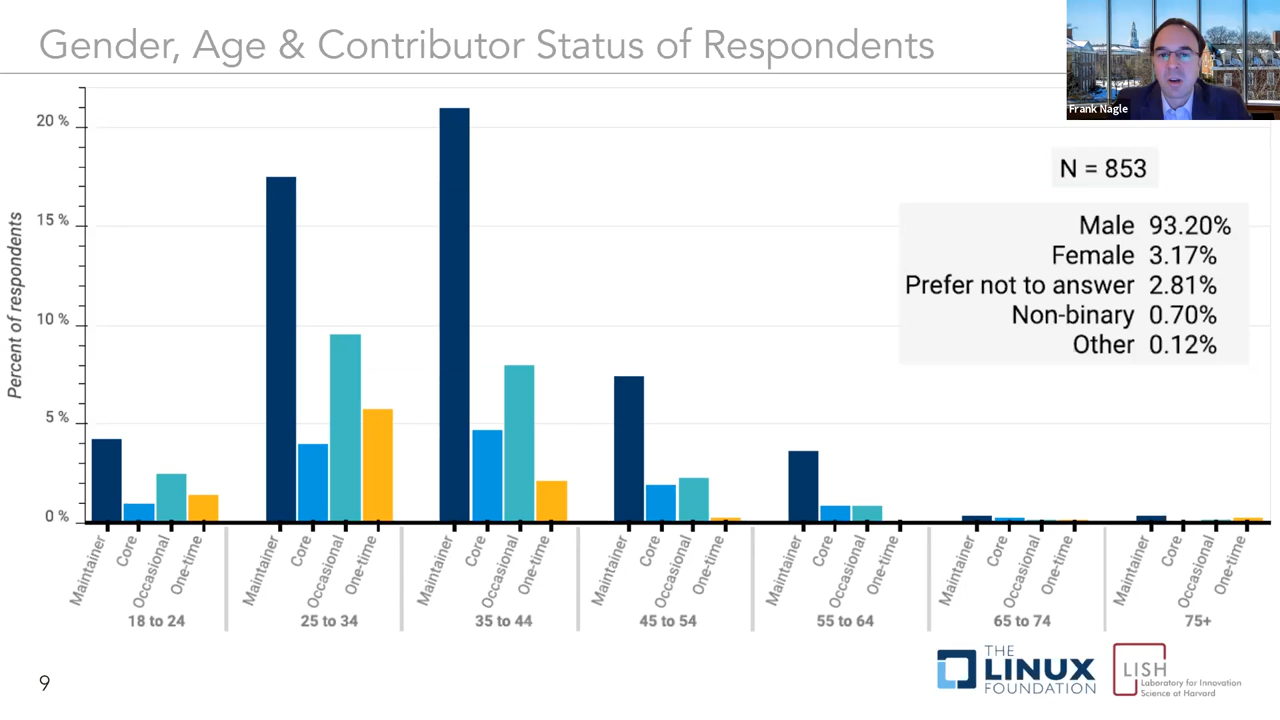 Gender, Age & Contributor Status of Respondents
Frank Nagle
N = 853
Male 93.20%
Female 3.17%
Prefer not to answer 2.81%
Non-binary 0.70%
Other 0.12%
Percent of respondents
20 %
15 %
10 %
5 %
0 %
Maintainer Core Occasional One-time
18 to 24
Maintainer Core Occasional One-time
25 to 34
Maintainer Core Occasional One-time
35 to 44
Maintainer Core Occasional One-time
45 to 54
Maintainer Core Occasional One-time
55 to 64
Maintainer Core Occasional One-time
65 to 74
Maintainer Core Occasional One-time
75+
9
THE
LINUX
FOUNDATION
LISH
Laboratory for Innovation
Science at Harvard